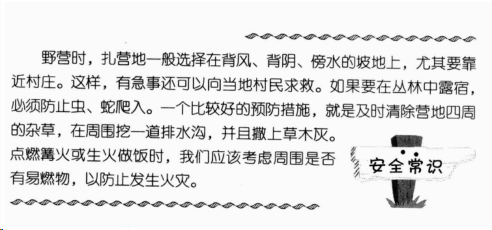 野营时，扎营地一般选择在背风、背阴、傍水的坡地上，尤其要靠
近村庄。这样，有急事还可以向当地村民求救。如果要在丛林中露宿，
必须防止虫、蛇爬入。一个比较好的预防措施，就是及时清除营地四周
的杂草，在周围挖一道排水沟，并且撒上草木灰。
点燃篝火或生火做饭时，我们应该考虑周围是否
有易燃物，以防止发生火灾。
安全常识